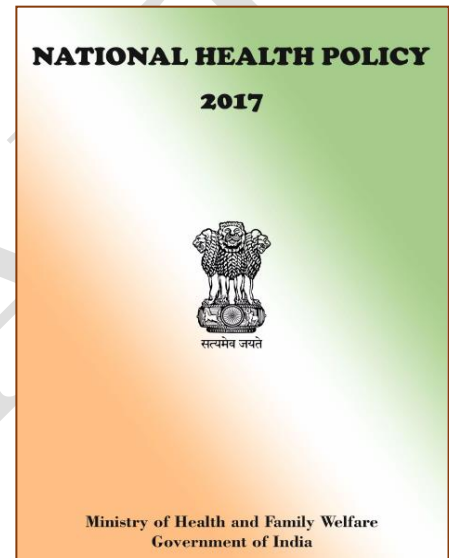 NATIONAL HEALTH POLICY
2017
सत्यमेव जयते
Ministry of Health and Family Welfare
Government of India